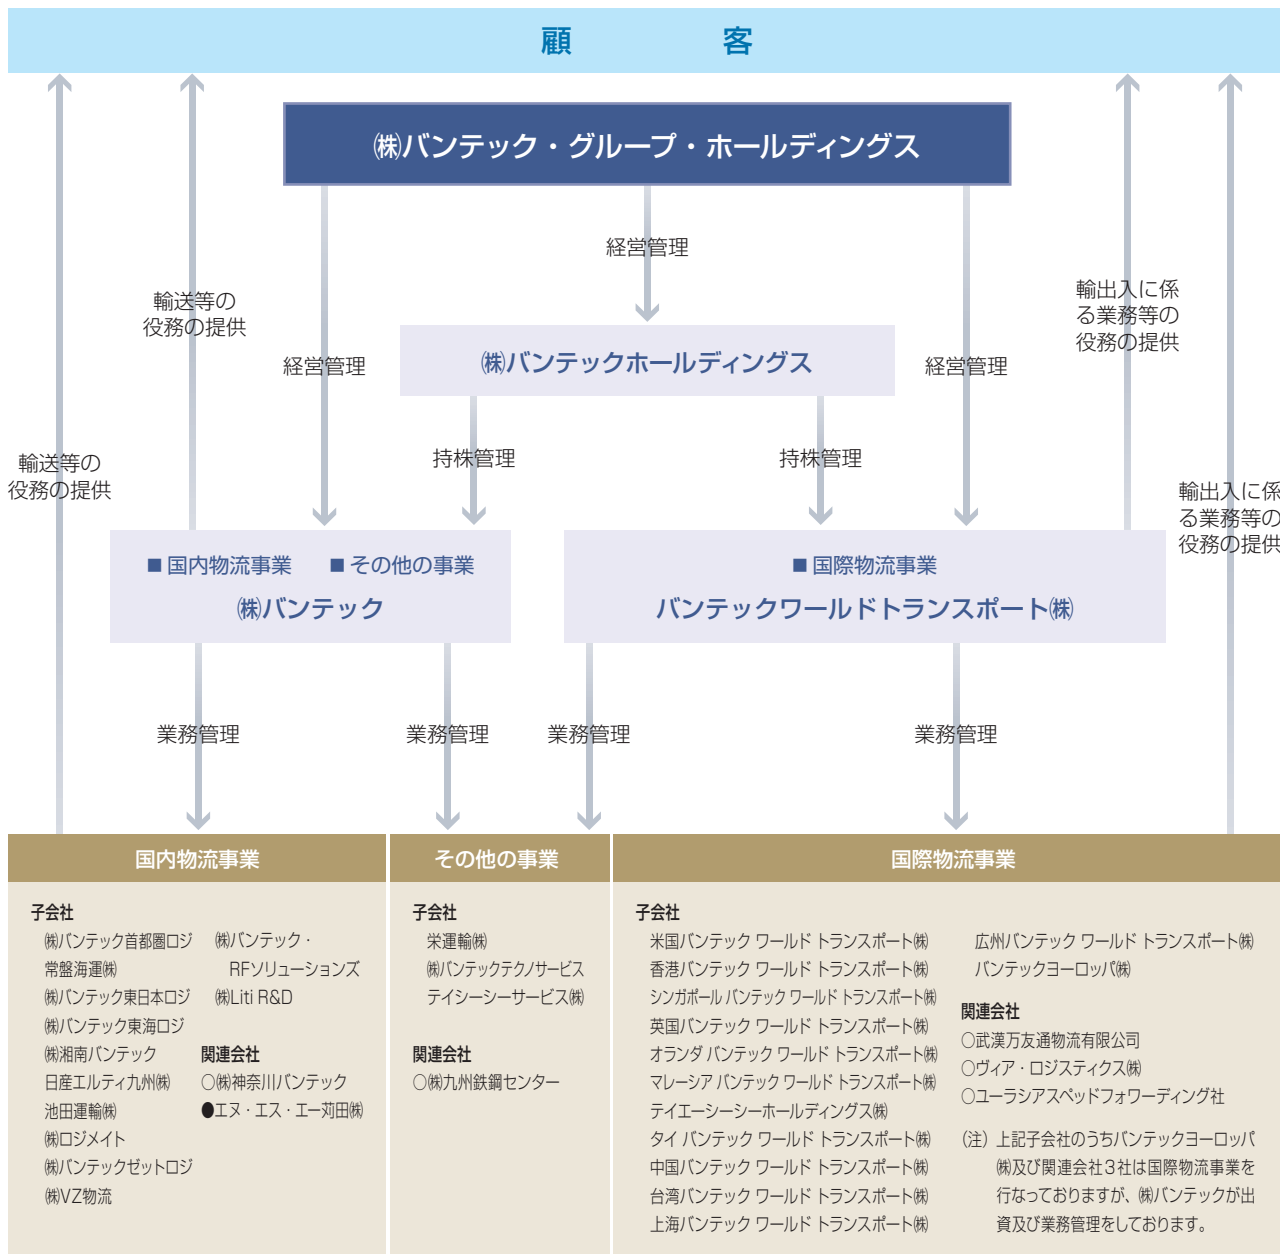 顧客
㈱バンテック・グループ・ホールディングス
経営管理
輸送等の
役務の提供
輸出入に係
る業務等の
役務の提供
㈱バンテックホールディングス
経営管理
経営管理
輸送等の
役務の提供
持株管理
持株管理
輸出入に係
る業務等の
役務の提供
■国内物流事業 ■その他の事業
㈱バンテック
■国際物流事業
バンテックワールドトランスポート㈱
業務管理
業務管理
業務管理
業務管理
国内物流事業
子会社
㈱バンテック首都圏ロジ
常盤海運㈱
㈱バンテック東日本ロジ
㈱バンテック東海ロジ
㈱湘南バンテック
日産エルティ九州㈱
池田運輸㈱
㈱ロジメイト
㈱バンテックゼットロジ
㈱VZ物流
㈱バンテック・
RFソリューションズ
㈱Liti R&D
関連会社
○㈱神奈川バンテック
●エヌ・エス・エー苅田㈱
その他の事業
子会社
栄運輸㈱
㈱バンテックテクノサービス
テイシーシーサービス㈱
関連会社
○㈱九州鉄鋼センター
国際物流事業
子会社
米国バンテック ワールド トランスポート㈱
香港バンテック ワールド トランスポート㈱
シンガポール バンテック ワールド トランスポート㈱
英国バンテック ワールド トランスポート㈱
オランダ バンテック ワールド トランスポート㈱
マレーシア バンテック ワールド トランスポート㈱
テイエーシーシーホールディングス㈱
タイ バンテック ワールド トランスポート㈱
中国バンテック ワールド トランスポート㈱
台湾バンテック ワールド トランスポート㈱
上海バンテック ワールド トランスポート㈱
広州バンテック ワールド トランスポート㈱
バンテックヨーロッパ㈱
関連会社
○武漢万友通物流有限公司
○ヴィア・ロジスティクス㈱
○ユーラシアスペッドフォワーディング社
(注) 上記子会社のうちバンテックヨーロッパ
㈱及び関連会社3社は国際物流事業を
行なっておりますが、㈱バンテックが出
資及び業務管理をしております。